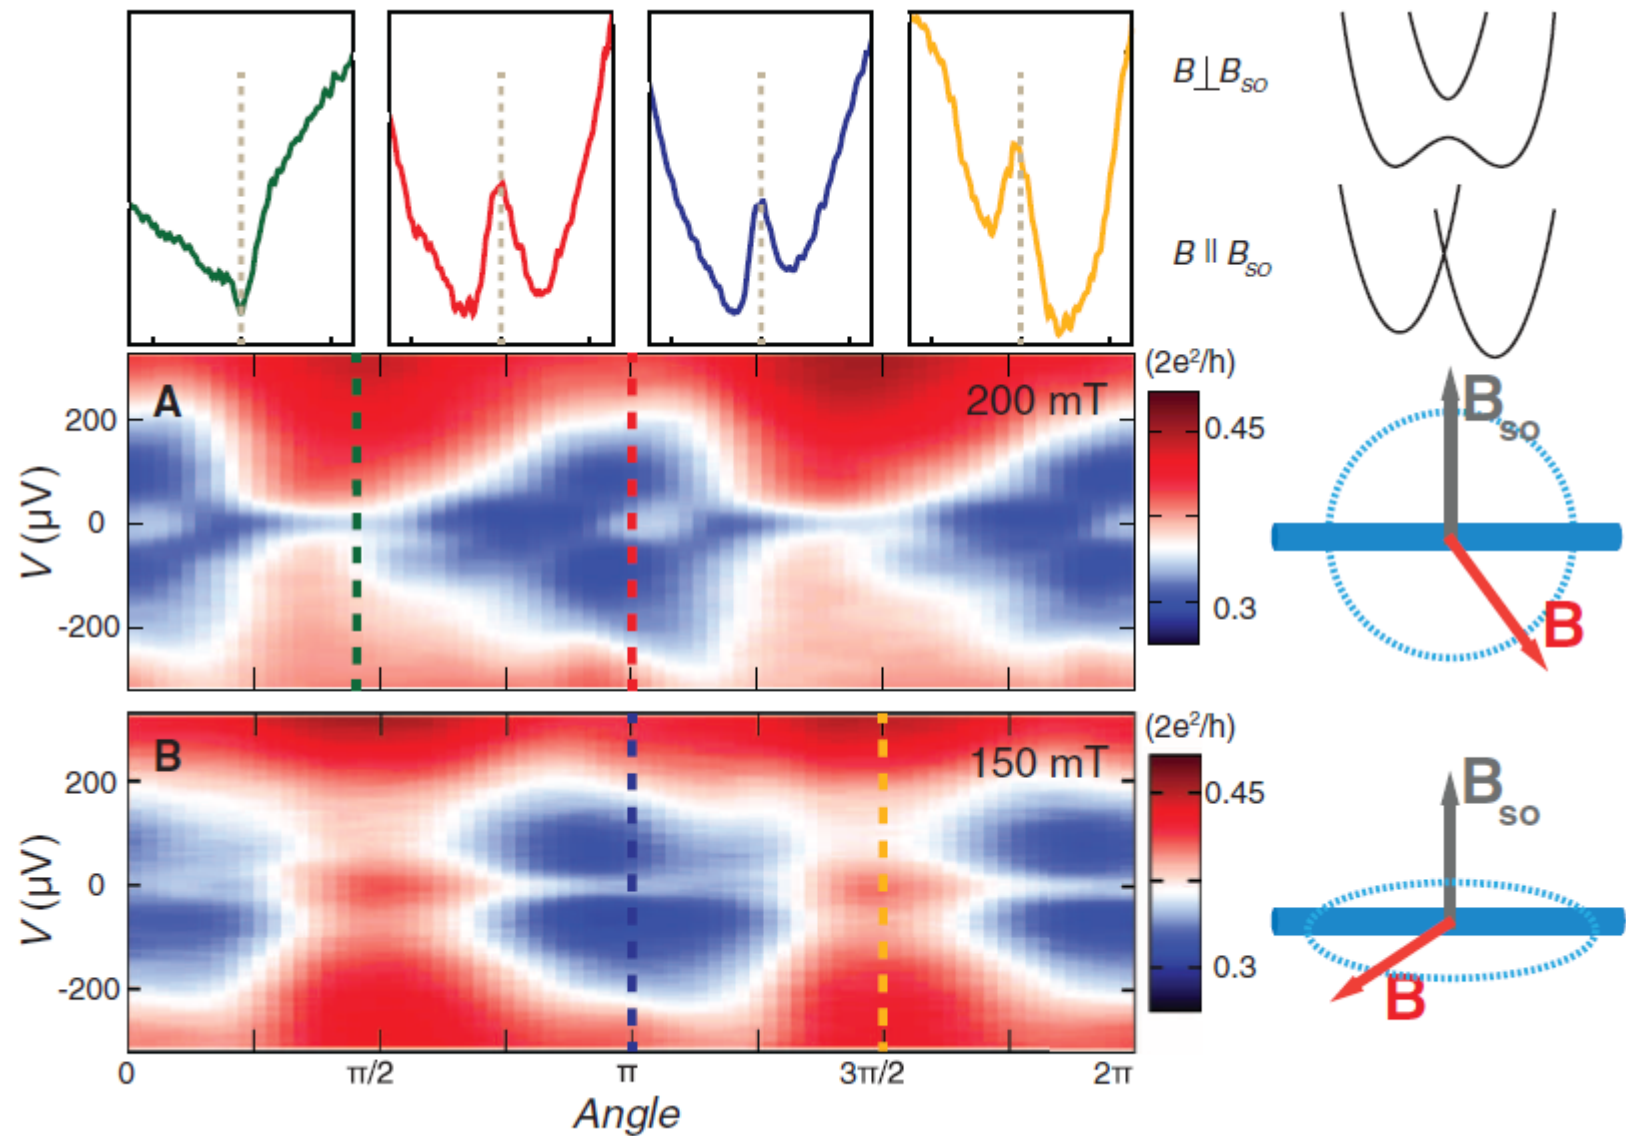 B⊥B_SO
B ∥ B_SO
A
200 mT
(2e²/h)
0.45
0.3
200
0
-200
V (μV)
B_so
B
B
150 mT
(2e²/h)
0.45
0.3
200
0
-200
V (μV)
B_so
B
0
π/2
π
3π/2
2π
Angle